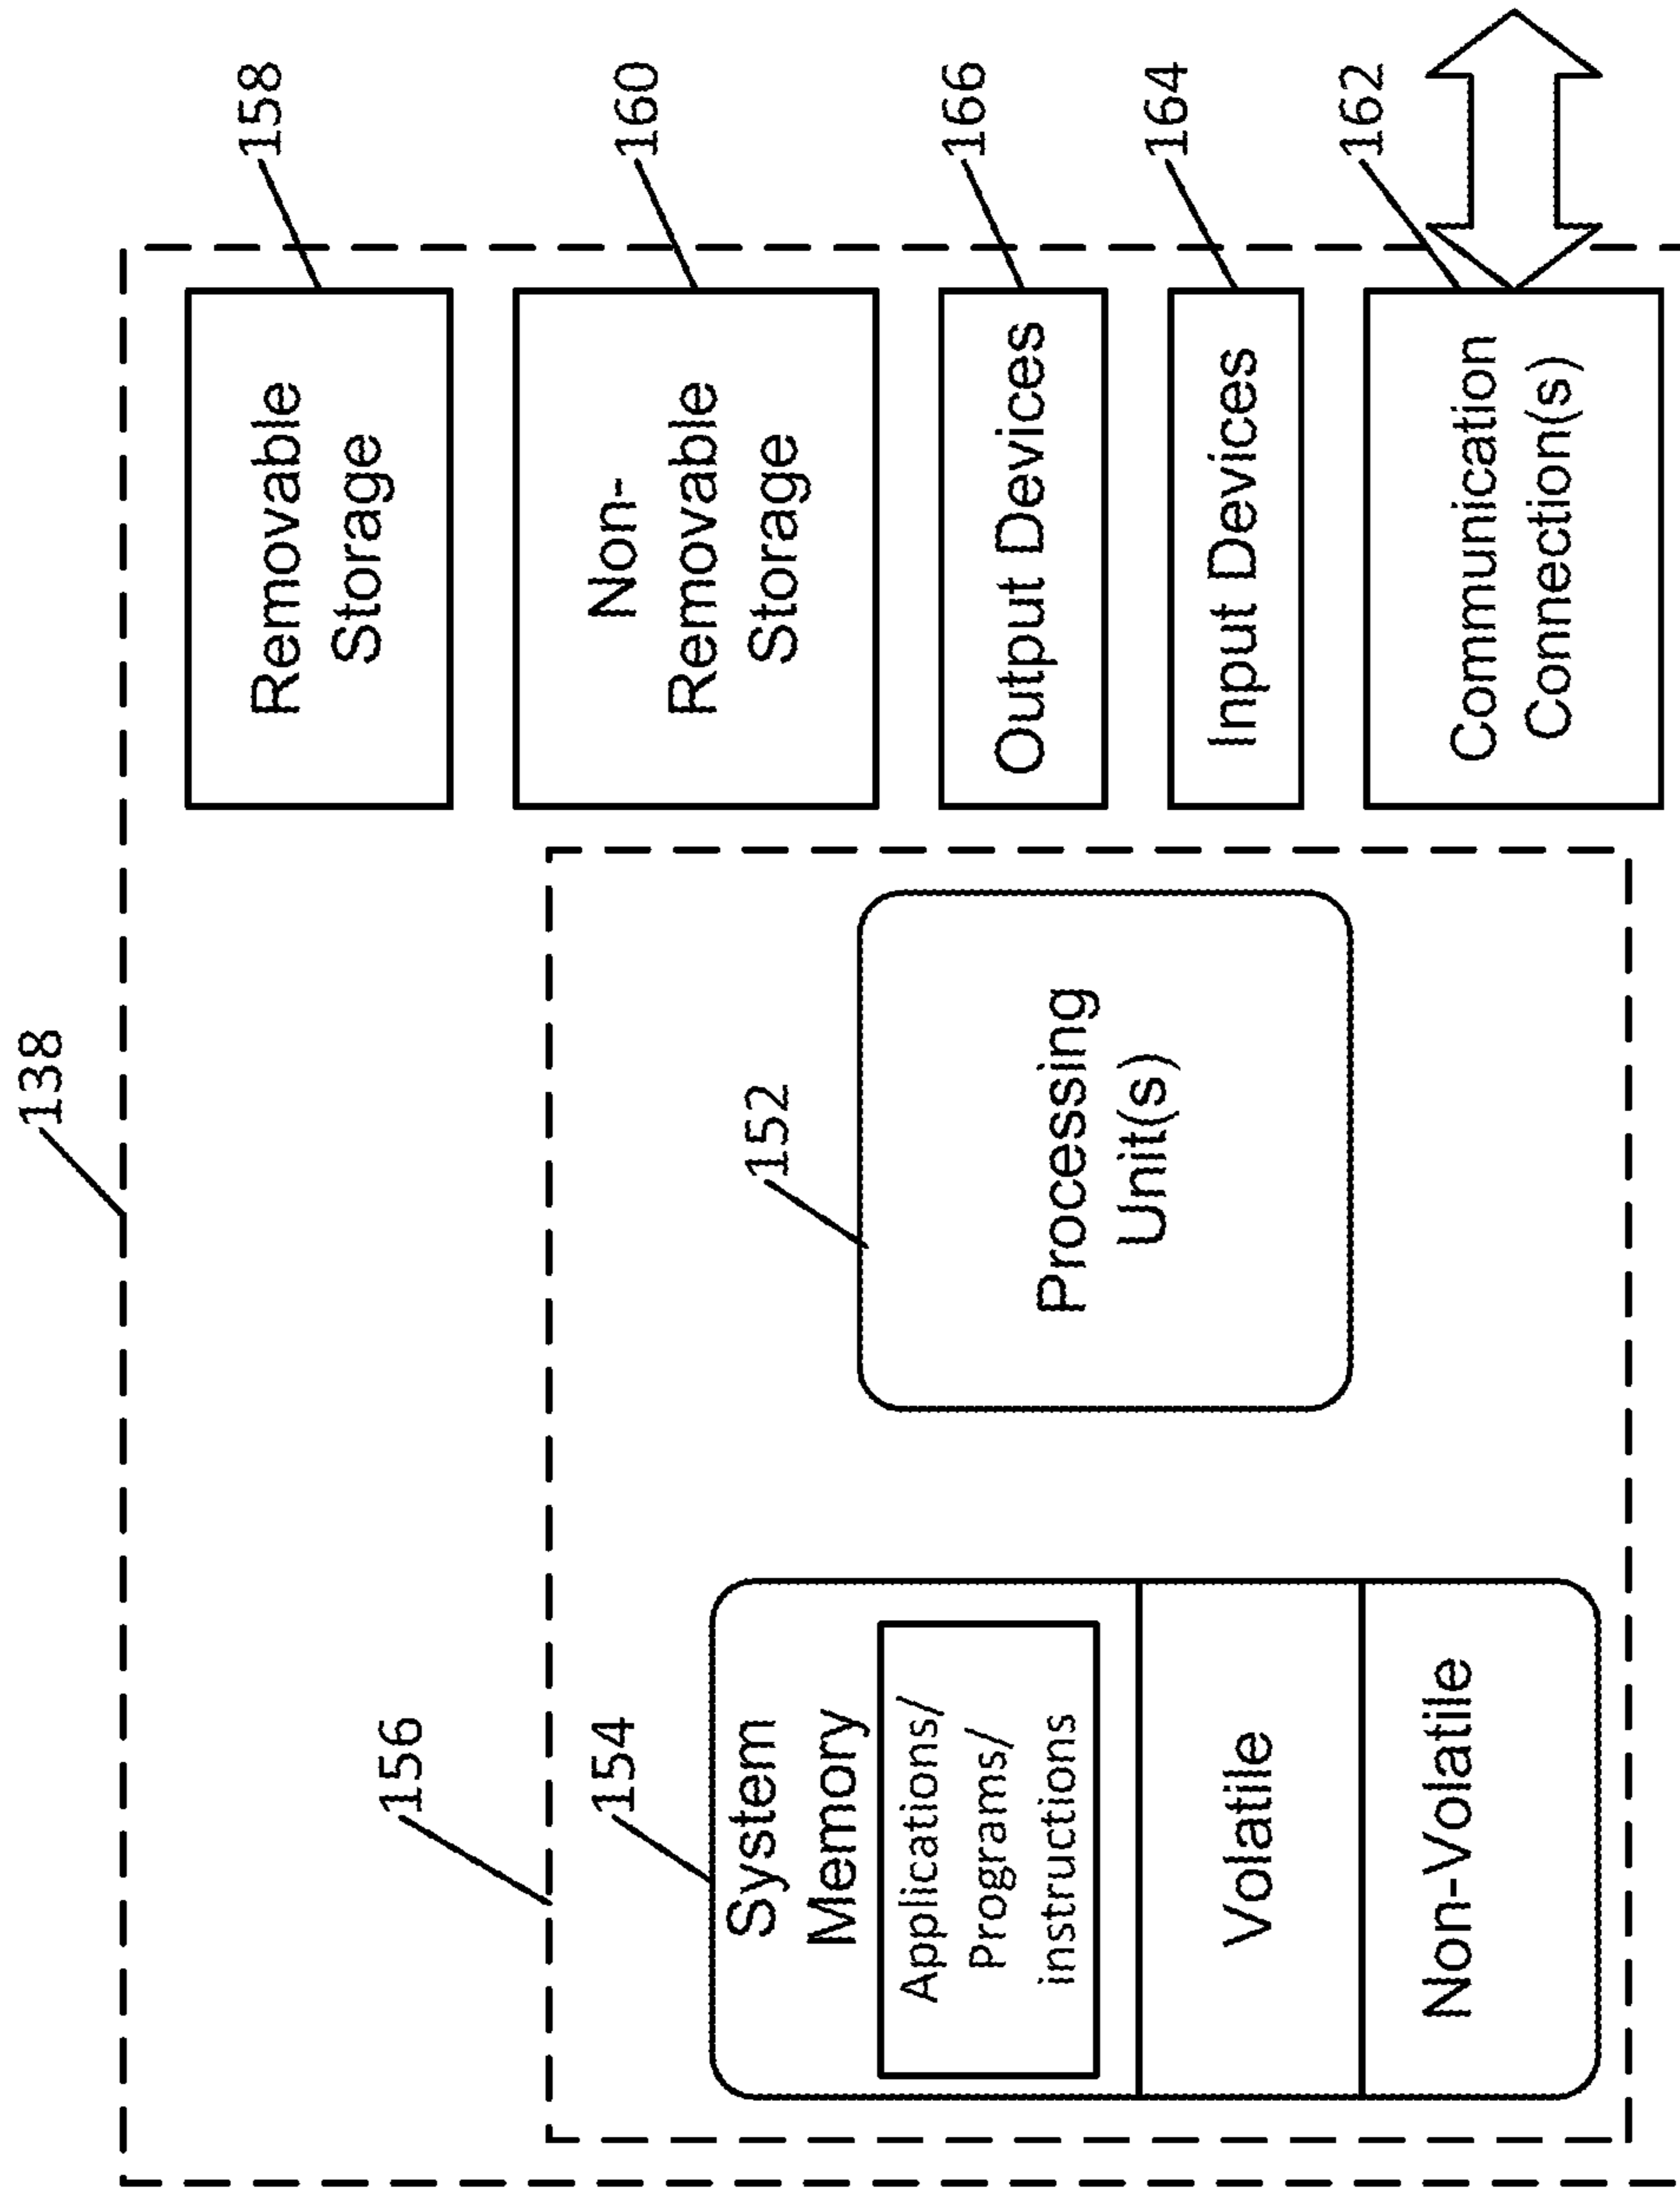 138
156
154
System
Memory
Applications/
Programs/
instructions
Volatile
Non-Volatile
152
Processing
Unit(s)
Removable
Storage
158
Non-
Removable
Storage
160
Output Devices
166
Input Devices
164
Communication
Connection(s)
162